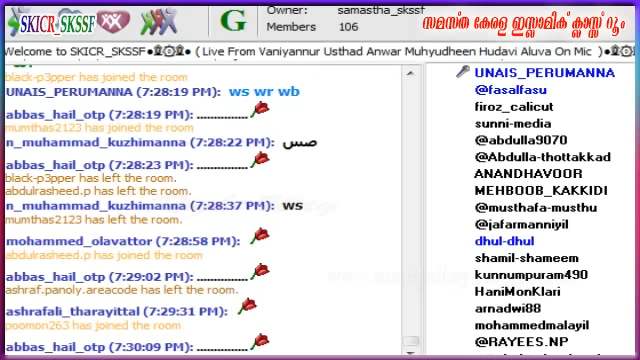 SKICR SKSSF
G
Owner: samastha_skssf
Members 106
സമസ്ത കേരള ഇസ്ലാമിക് ക്ലാസ്സ് റൂം
Welcome to SKICR_SKSSF ( Live From Vaniyannur Usthad Anwar Muhyudheen Hudavi Aluva On Mic )
black-p3pper has joined the room
UNAIS_PERUMANNA (7:28:19 PM): ws wr wb
abbas_hail_otp (7:28:19 PM): ...............
mumthas2123 has joined the room
n_muhammad_kuzhimanna (7:28:22 PM): صس
abbas_hail_otp (7:28:23 PM): ...............
black-p3pper has left the room.
abdulrasheed.p has left the room.
n_muhammad_kuzhimanna (7:28:37 PM): ws
mumthas2123 has left the room.
mohammed_olavattor (7:28:58 PM):
abdulrasheed.p has joined the room
abbas_hail_otp (7:29:02 PM): ...............
ashraf.panoly.areacode has left the room.
ashrafali_tharayittal (7:29:31 PM):
poomon263 has joined the room
abbas_hail_otp (7:30:09 PM): ...............
UNAIS_PERUMANNA
@fasalfasu
firoz_calicut
sunni-media
@abdulla9070
@Abdulla-thottakkad
ANANDHAVOOR
MEHBOOB_KAKKIDI
@musthafa-musthu
@jafarmanniyil
dhul-dhul
shamil-shameem
kunnumpuram490
HaniMonKlari
arnadwi88
mohammedmalayil
@RAYEES.NP